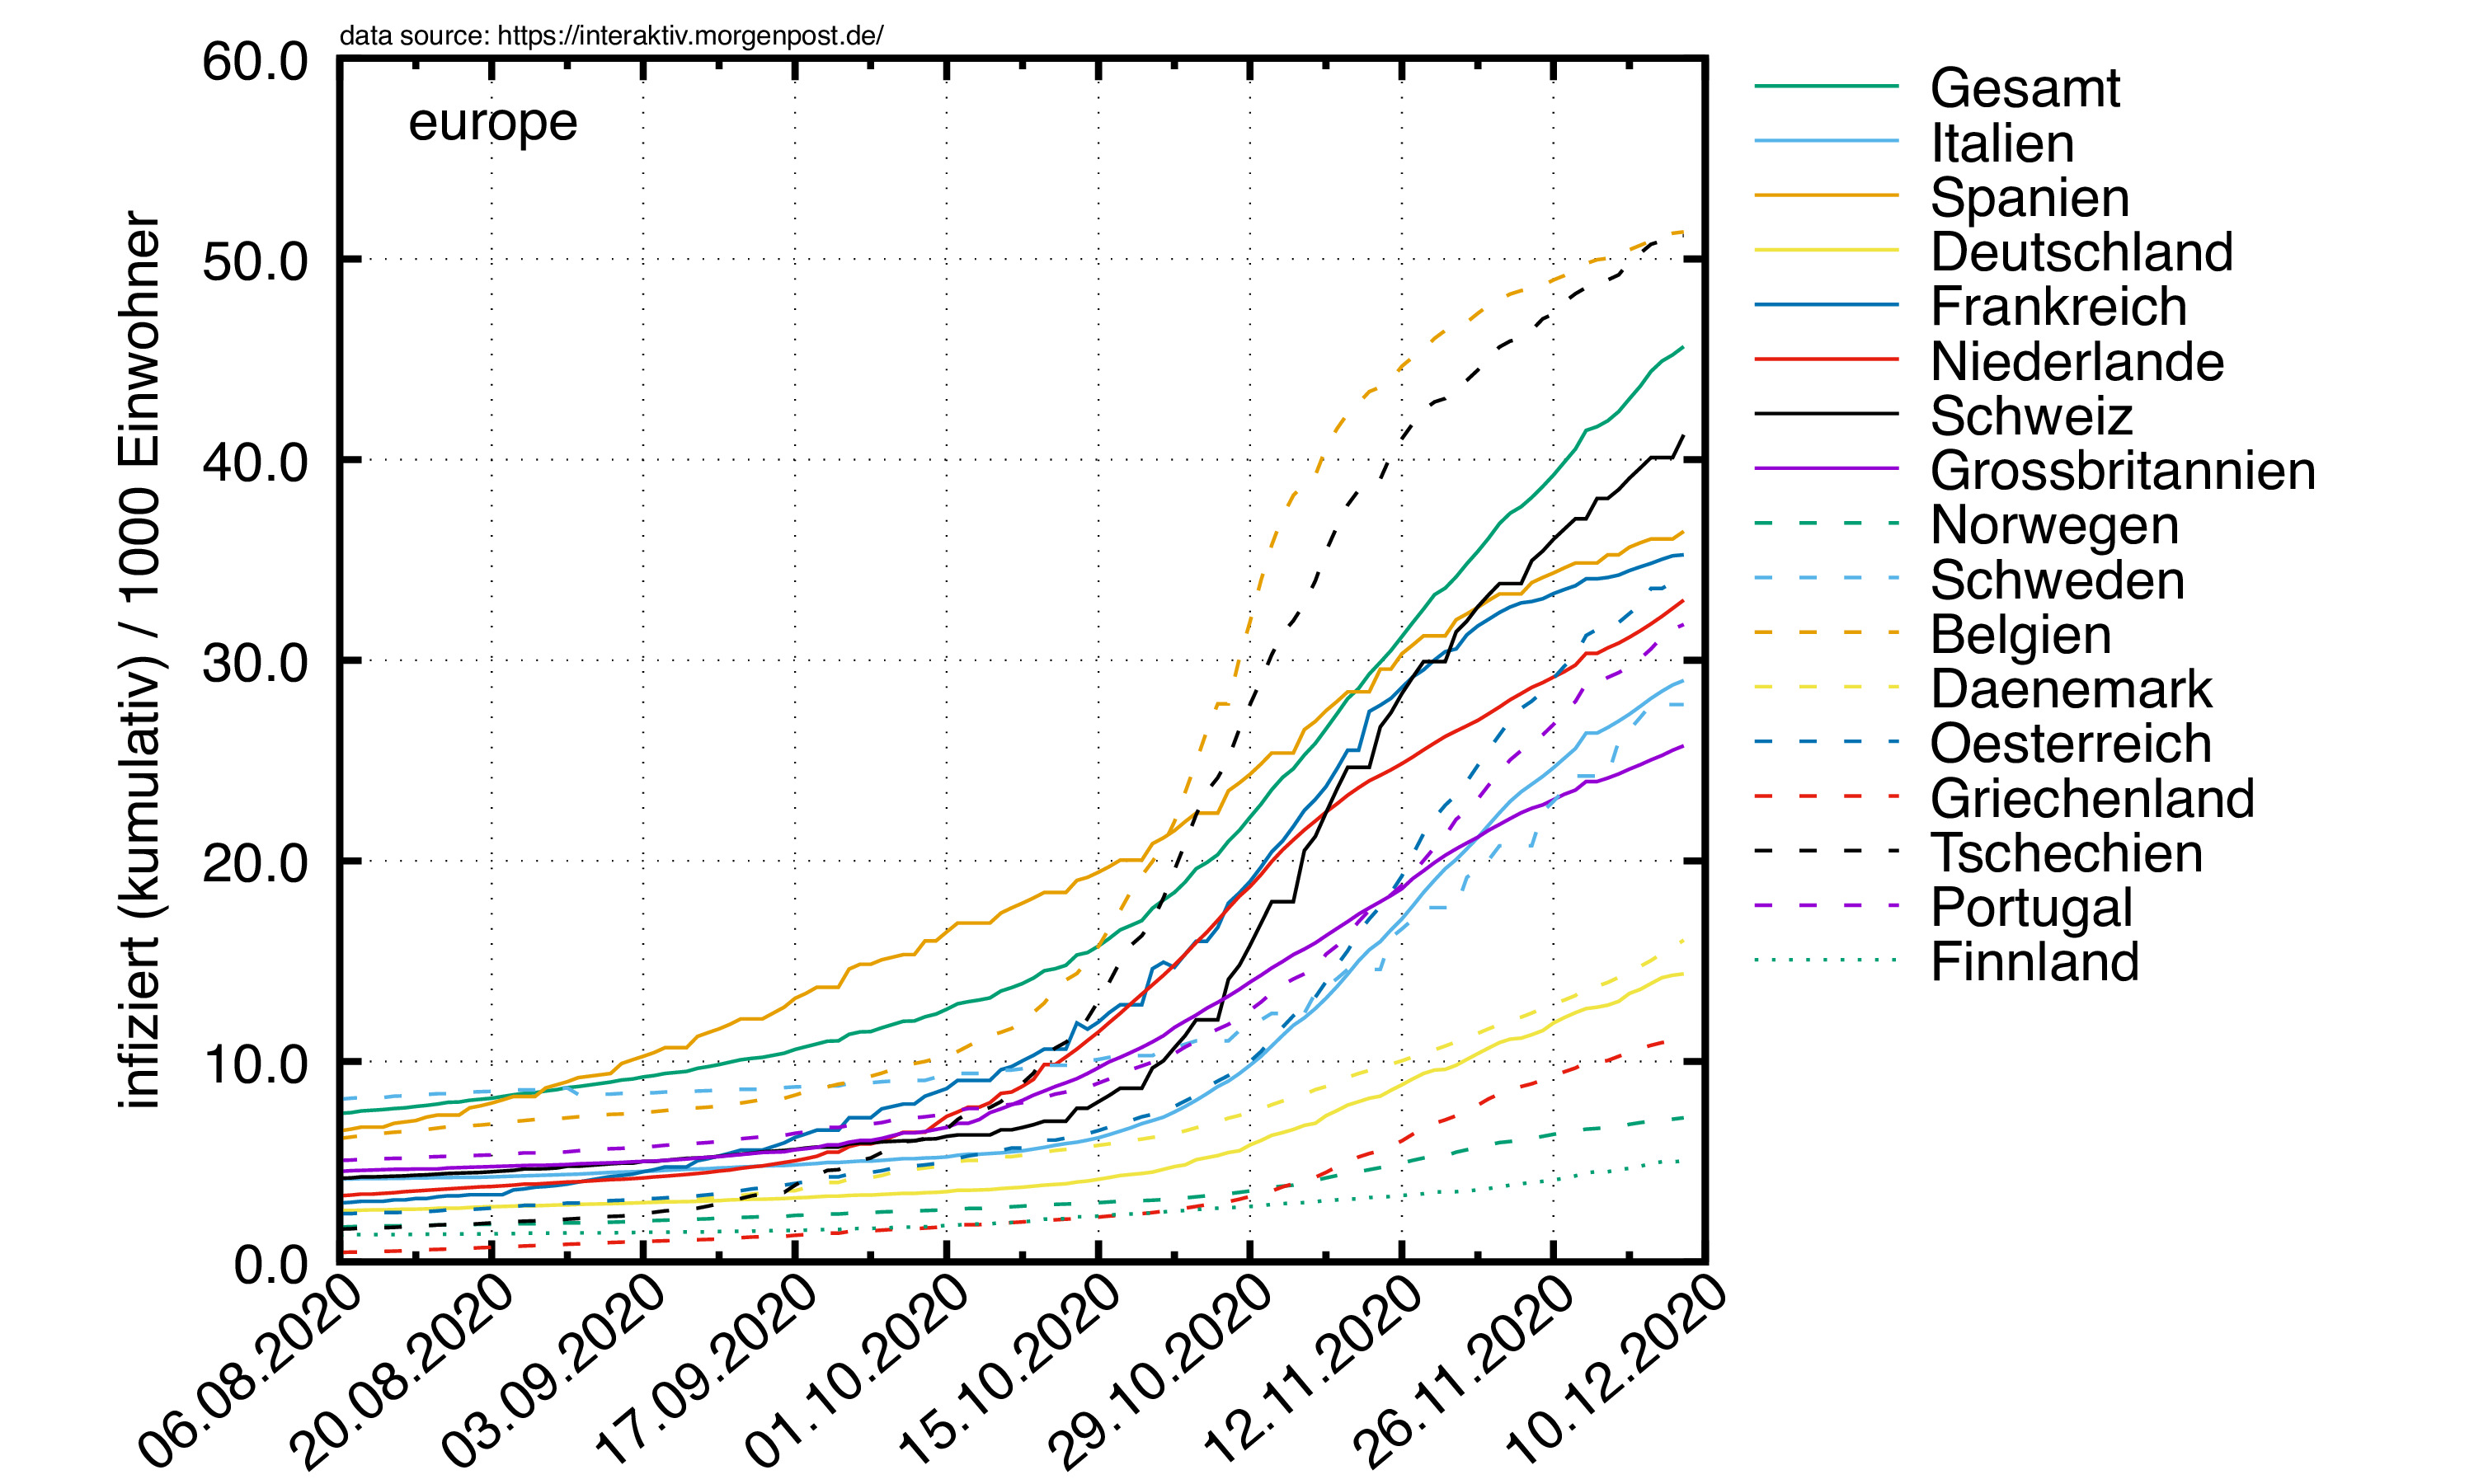 data source: https://interaktiv.morgenpost.de/
europe
infiziert (kumulativ) / 1000 Einwohner
60.0
50.0
40.0
30.0
20.0
10.0
0.0
06.08.2020
20.08.2020
03.09.2020
17.09.2020
01.10.2020
15.10.2020
29.10.2020
12.11.2020
26.11.2020
10.12.2020
Gesamt
Italien
Spanien
Deutschland
Frankreich
Niederlande
Schweiz
Grossbritannien
Norwegen
Schweden
Belgien
Daenemark
Oesterreich
Griechenland
Tschechien
Portugal
Finnland